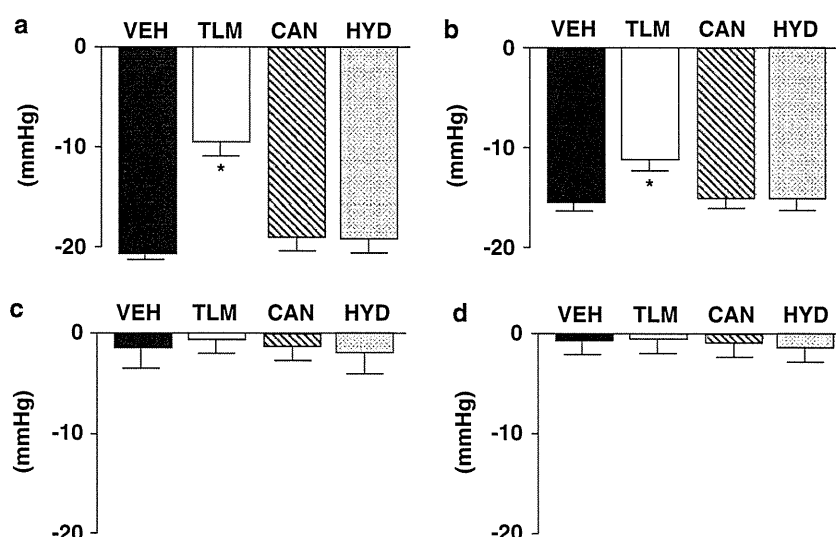 a
VEH TLM CAN HYD
0
-10
-20
(mmHg)
*
b
VEH TLM CAN HYD
0
-10
-20
(mmHg)
*
c
VEH TLM CAN HYD
0
-10
-20
(mmHg)
d
VEH TLM CAN HYD
0
-10
-20
(mmHg)